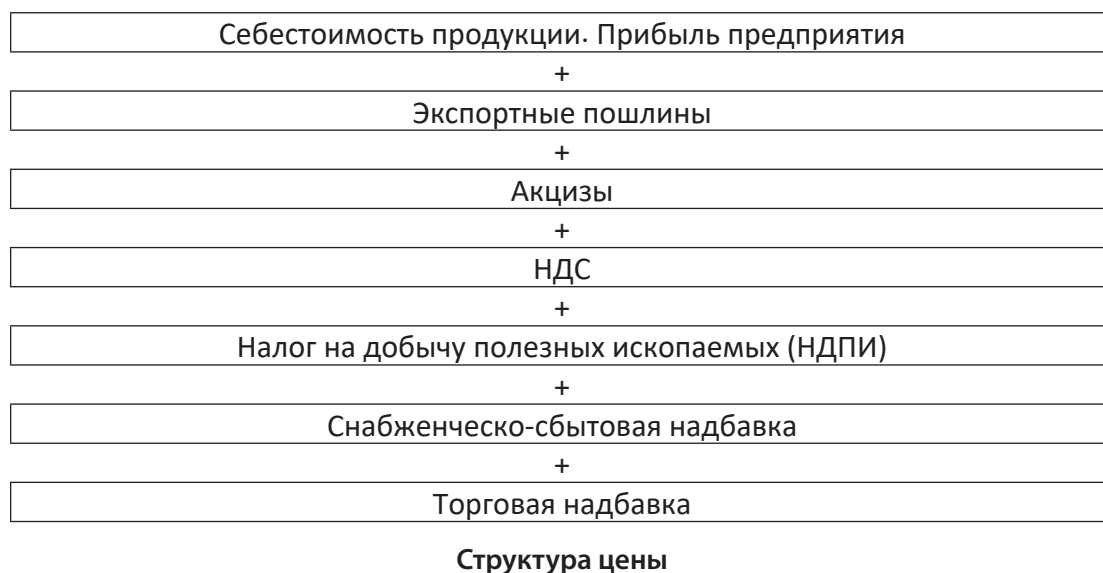 Себестоимость продукции. Прибыль предприятия
+
Экспортные пошлины
+
Акцизы
+
НДС
+
Налог на добычу полезных ископаемых (НДПИ)
+
Снабженческо-сбытовая надбавка
+
Торговая надбавка
Структура цены